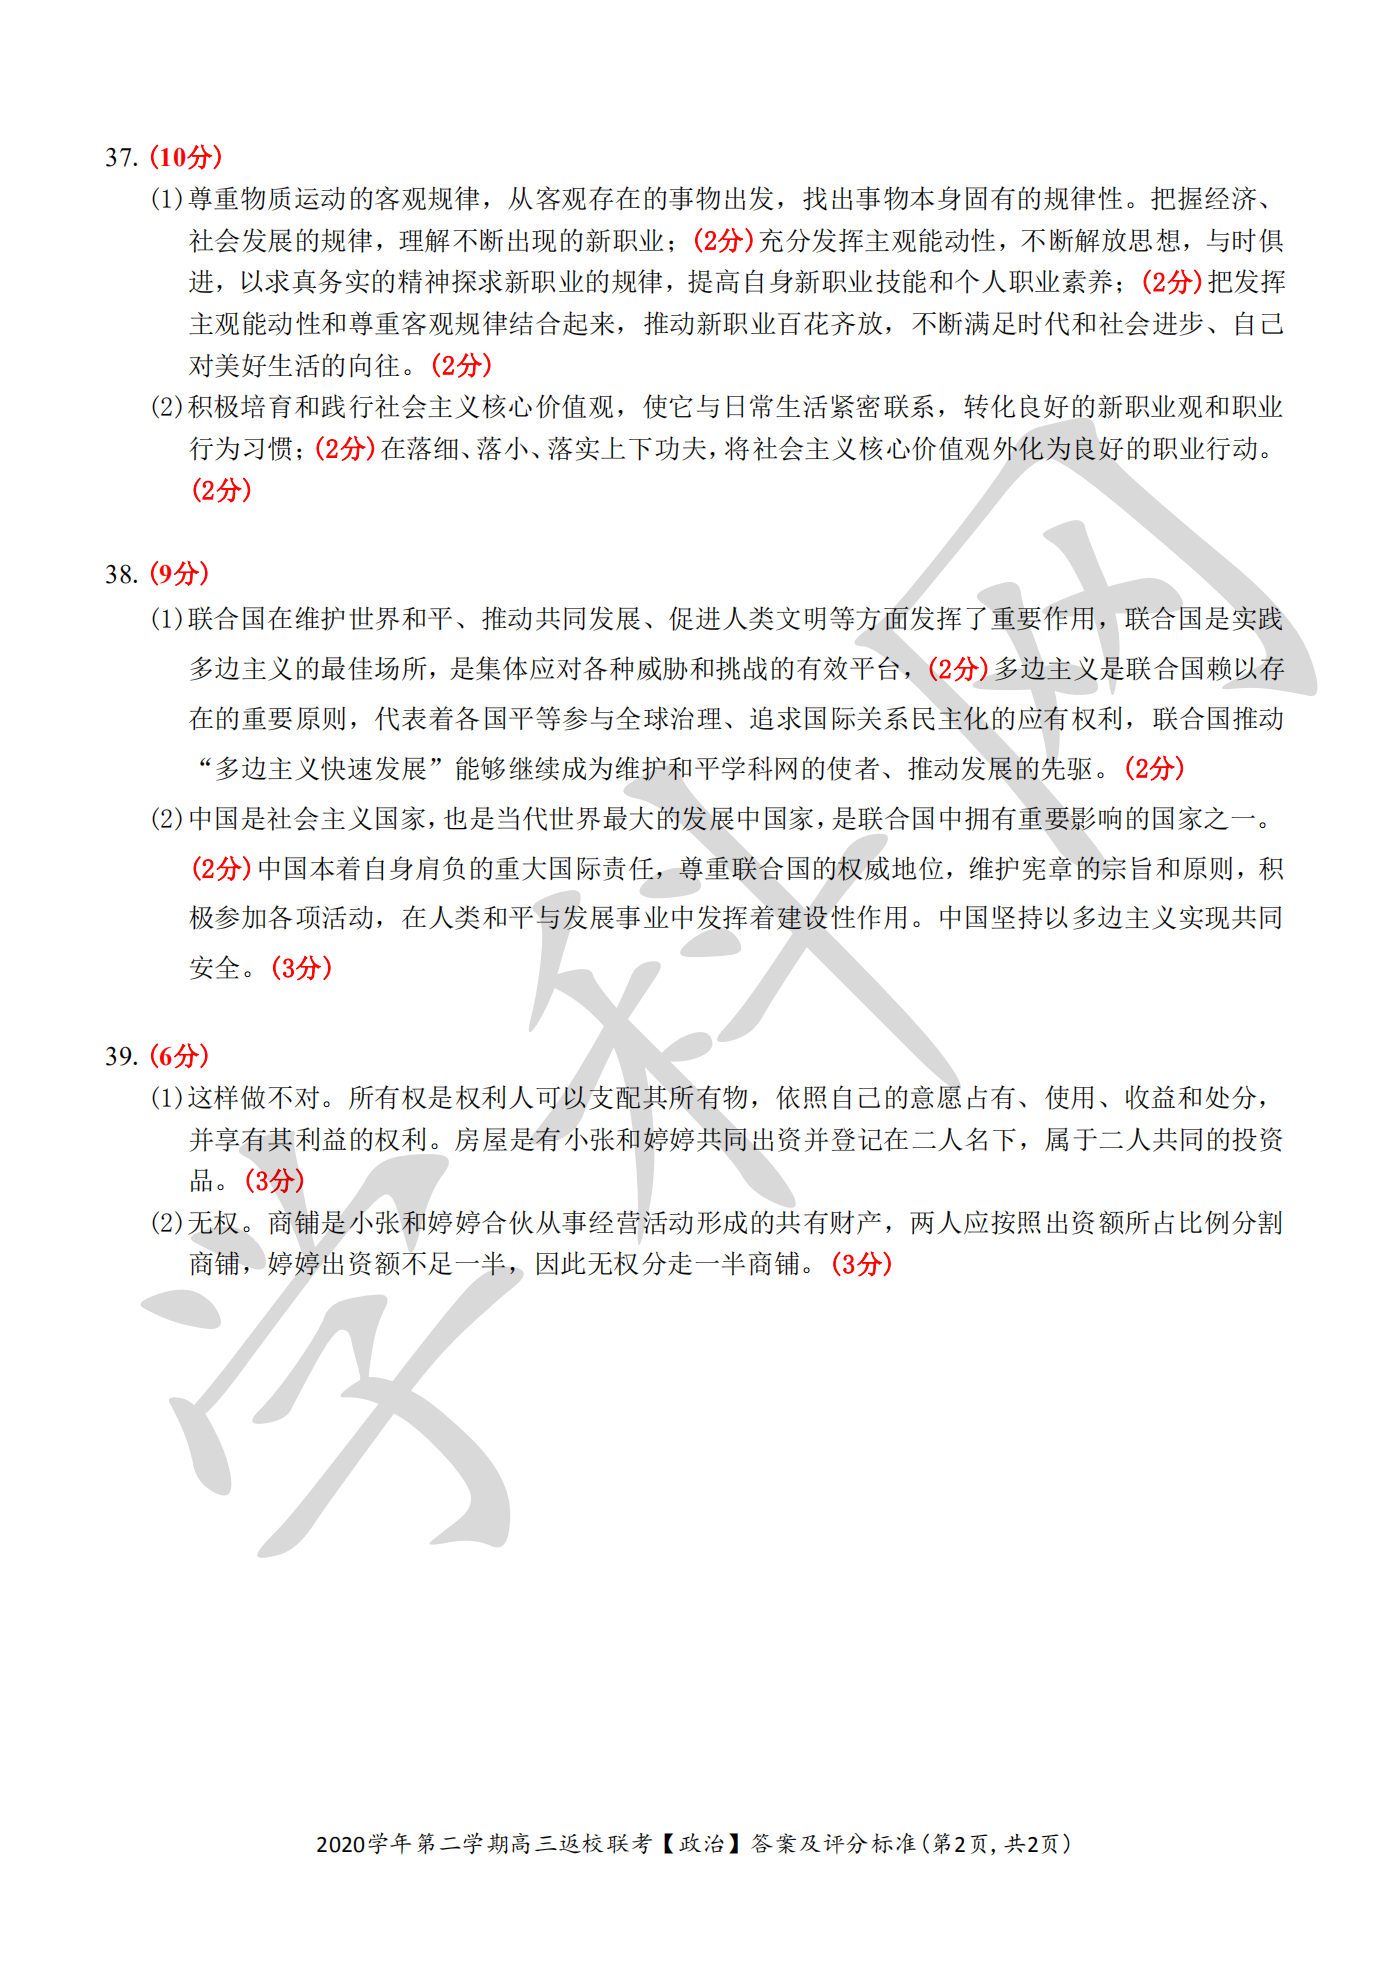 37. (10分)
(1)尊重物质运动的客观规律，从客观存在的事物出发，找出事物本身固有的规律性。把握经济、
社会发展的规律，理解不断出现的新职业；(2分)充分发挥主观能动性，不断解放思想，与时俱
进，以求真务实的精神探求新职业的规律，提高自身新职业技能和个人职业素养；(2分)把发挥
主观能动性和尊重客观规律结合起来，推动新职业百花齐放，不断满足时代和社会进步、自己
对美好生活的向往。(2分)
(2)积极培育和践行社会主义核心价值观，使它与日常生活紧密联系，转化良好的新职业观和职业
行为习惯；(2分)在落细、落小、落实上下功夫，将社会主义核心价值观外化为良好的职业行动。
(2分)
38. (9分)
(1)联合国在维护世界和平、推动共同发展、促进人类文明等方面发挥了重要作用，联合国是实践
多边主义的最佳场所，是集体应对各种威胁和挑战的有效平台，(2分)多边主义是联合国赖以存
在的重要原则，代表着各国平等参与全球治理、追求国际关系民主化的应有权利，联合国推动
“多边主义快速发展”能够继续成为维护和平学科网的使者、推动发展的先驱。(2分)
(2)中国是社会主义国家，也是当代世界最大的发展中国家，是联合国中拥有重要影响的国家之一。
(2分)中国本着自身肩负的重大国际责任，尊重联合国的权威地位，维护宪章的宗旨和原则，积
极参加各项活动，在人类和平与发展事业中发挥着建设性作用。中国坚持以多边主义实现共同
安全。(3分)
39. (6分)
(1)这样做不对。所有权是权利人可以支配其所有物，依照自己的意愿占有、使用、收益和处分，
并享有其利益的权利。房屋是有小张和婷婷共同出资并登记在二人名下，属于二人共同的投资
品。(3分)
(2)无权。商铺是小张和婷婷合伙从事经营活动形成的共有财产，两人应按照出资额所占比例分割
商铺，婷婷出资额不足一半，因此无权分走一半商铺。(3分)
学科网
2020学年第二学期高三返校联考【政治】答案及评分标准(第2页,共2页)